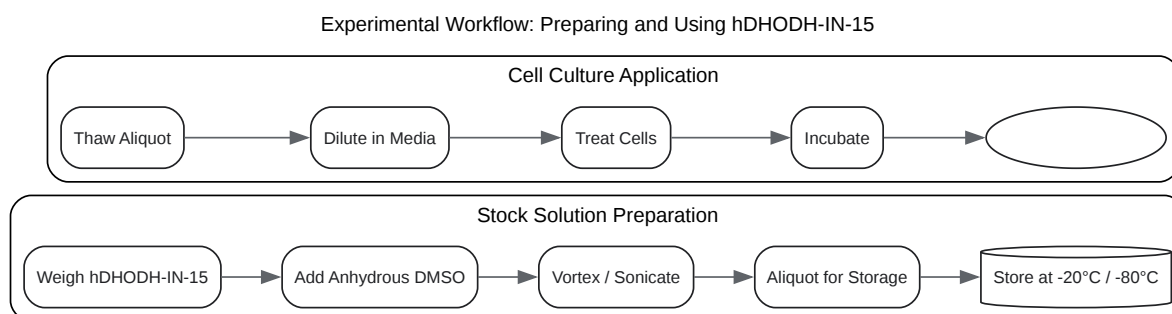 Experimental Workflow: Preparing and Using hDHODH-IN-15
Cell Culture Application
Thaw Aliquot
Dilute in Media
Treat Cells
Incubate
Stock Solution Preparation
Weigh hDHODH-IN-15
Add Anhydrous DMSO
Vortex / Sonicate
Aliquot for Storage
Store at -20°C / -80°C